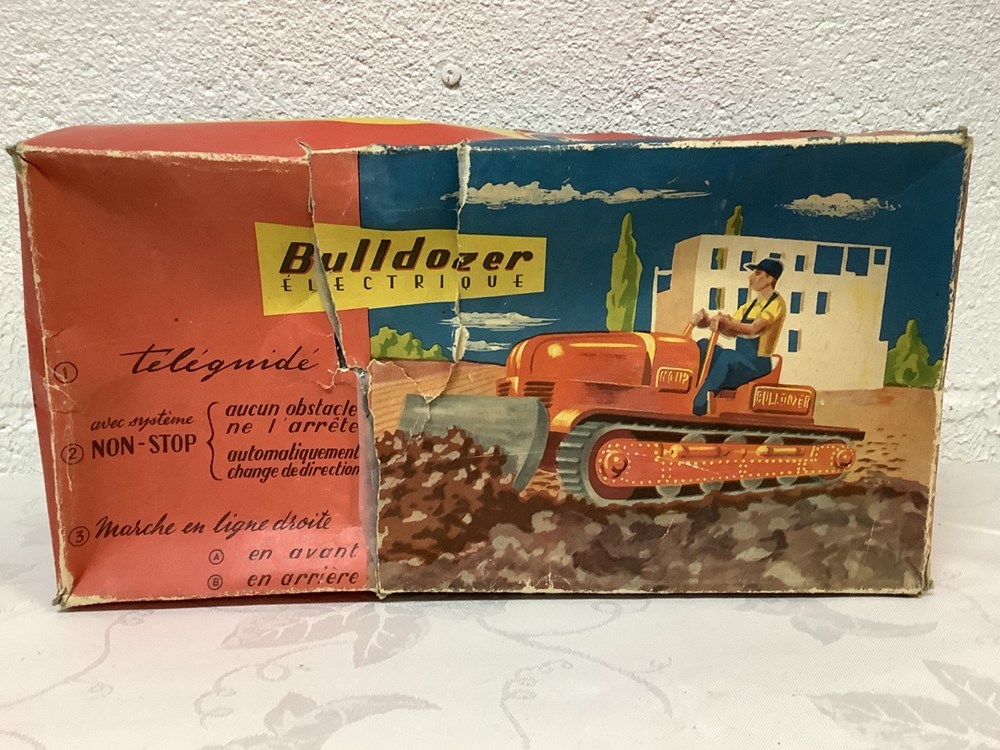 Bulldozer
ÉLECTRIQUE
1 téléguidé
2 avec système
NON-STOP
aucun obstacle
ne l'arrête
automatiquement
change de direction
3 Marche en ligne droite
A en avant
B en arrière
BULLDOZER